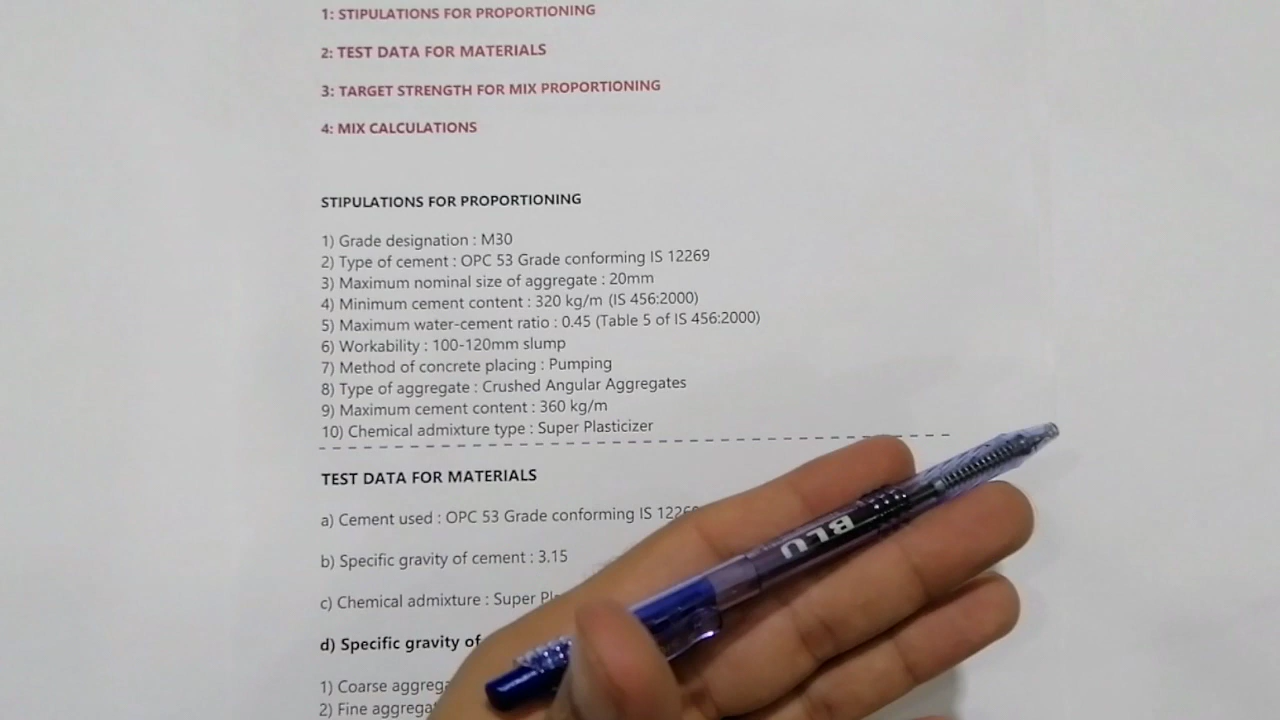 1: STIPULATIONS FOR PROPORTIONING
2: TEST DATA FOR MATERIALS
3: TARGET STRENGTH FOR MIX PROPORTIONING
4: MIX CALCULATIONS
STIPULATIONS FOR PROPORTIONING
1) Grade designation : M30
2) Type of cement : OPC 53 Grade conforming IS 12269
3) Maximum nominal size of aggregate : 20mm
4) Minimum cement content : 320 kg/m (IS 456:2000)
5) Maximum water-cement ratio : 0.45 (Table 5 of IS 456:2000)
6) Workability : 100-120mm slump
7) Method of concrete placing : Pumping
8) Type of aggregate : Crushed Angular Aggregates
9) Maximum cement content : 360 kg/m
10) Chemical admixture type : Super Plasticizer
TEST DATA FOR MATERIALS
a) Cement used : OPC 53 Grade conforming IS
b) Specific gravity of cement : 3.15
c) Chemical admixture : Super
d) Specific gravity of
1) Coarse
2) Fine
BLU